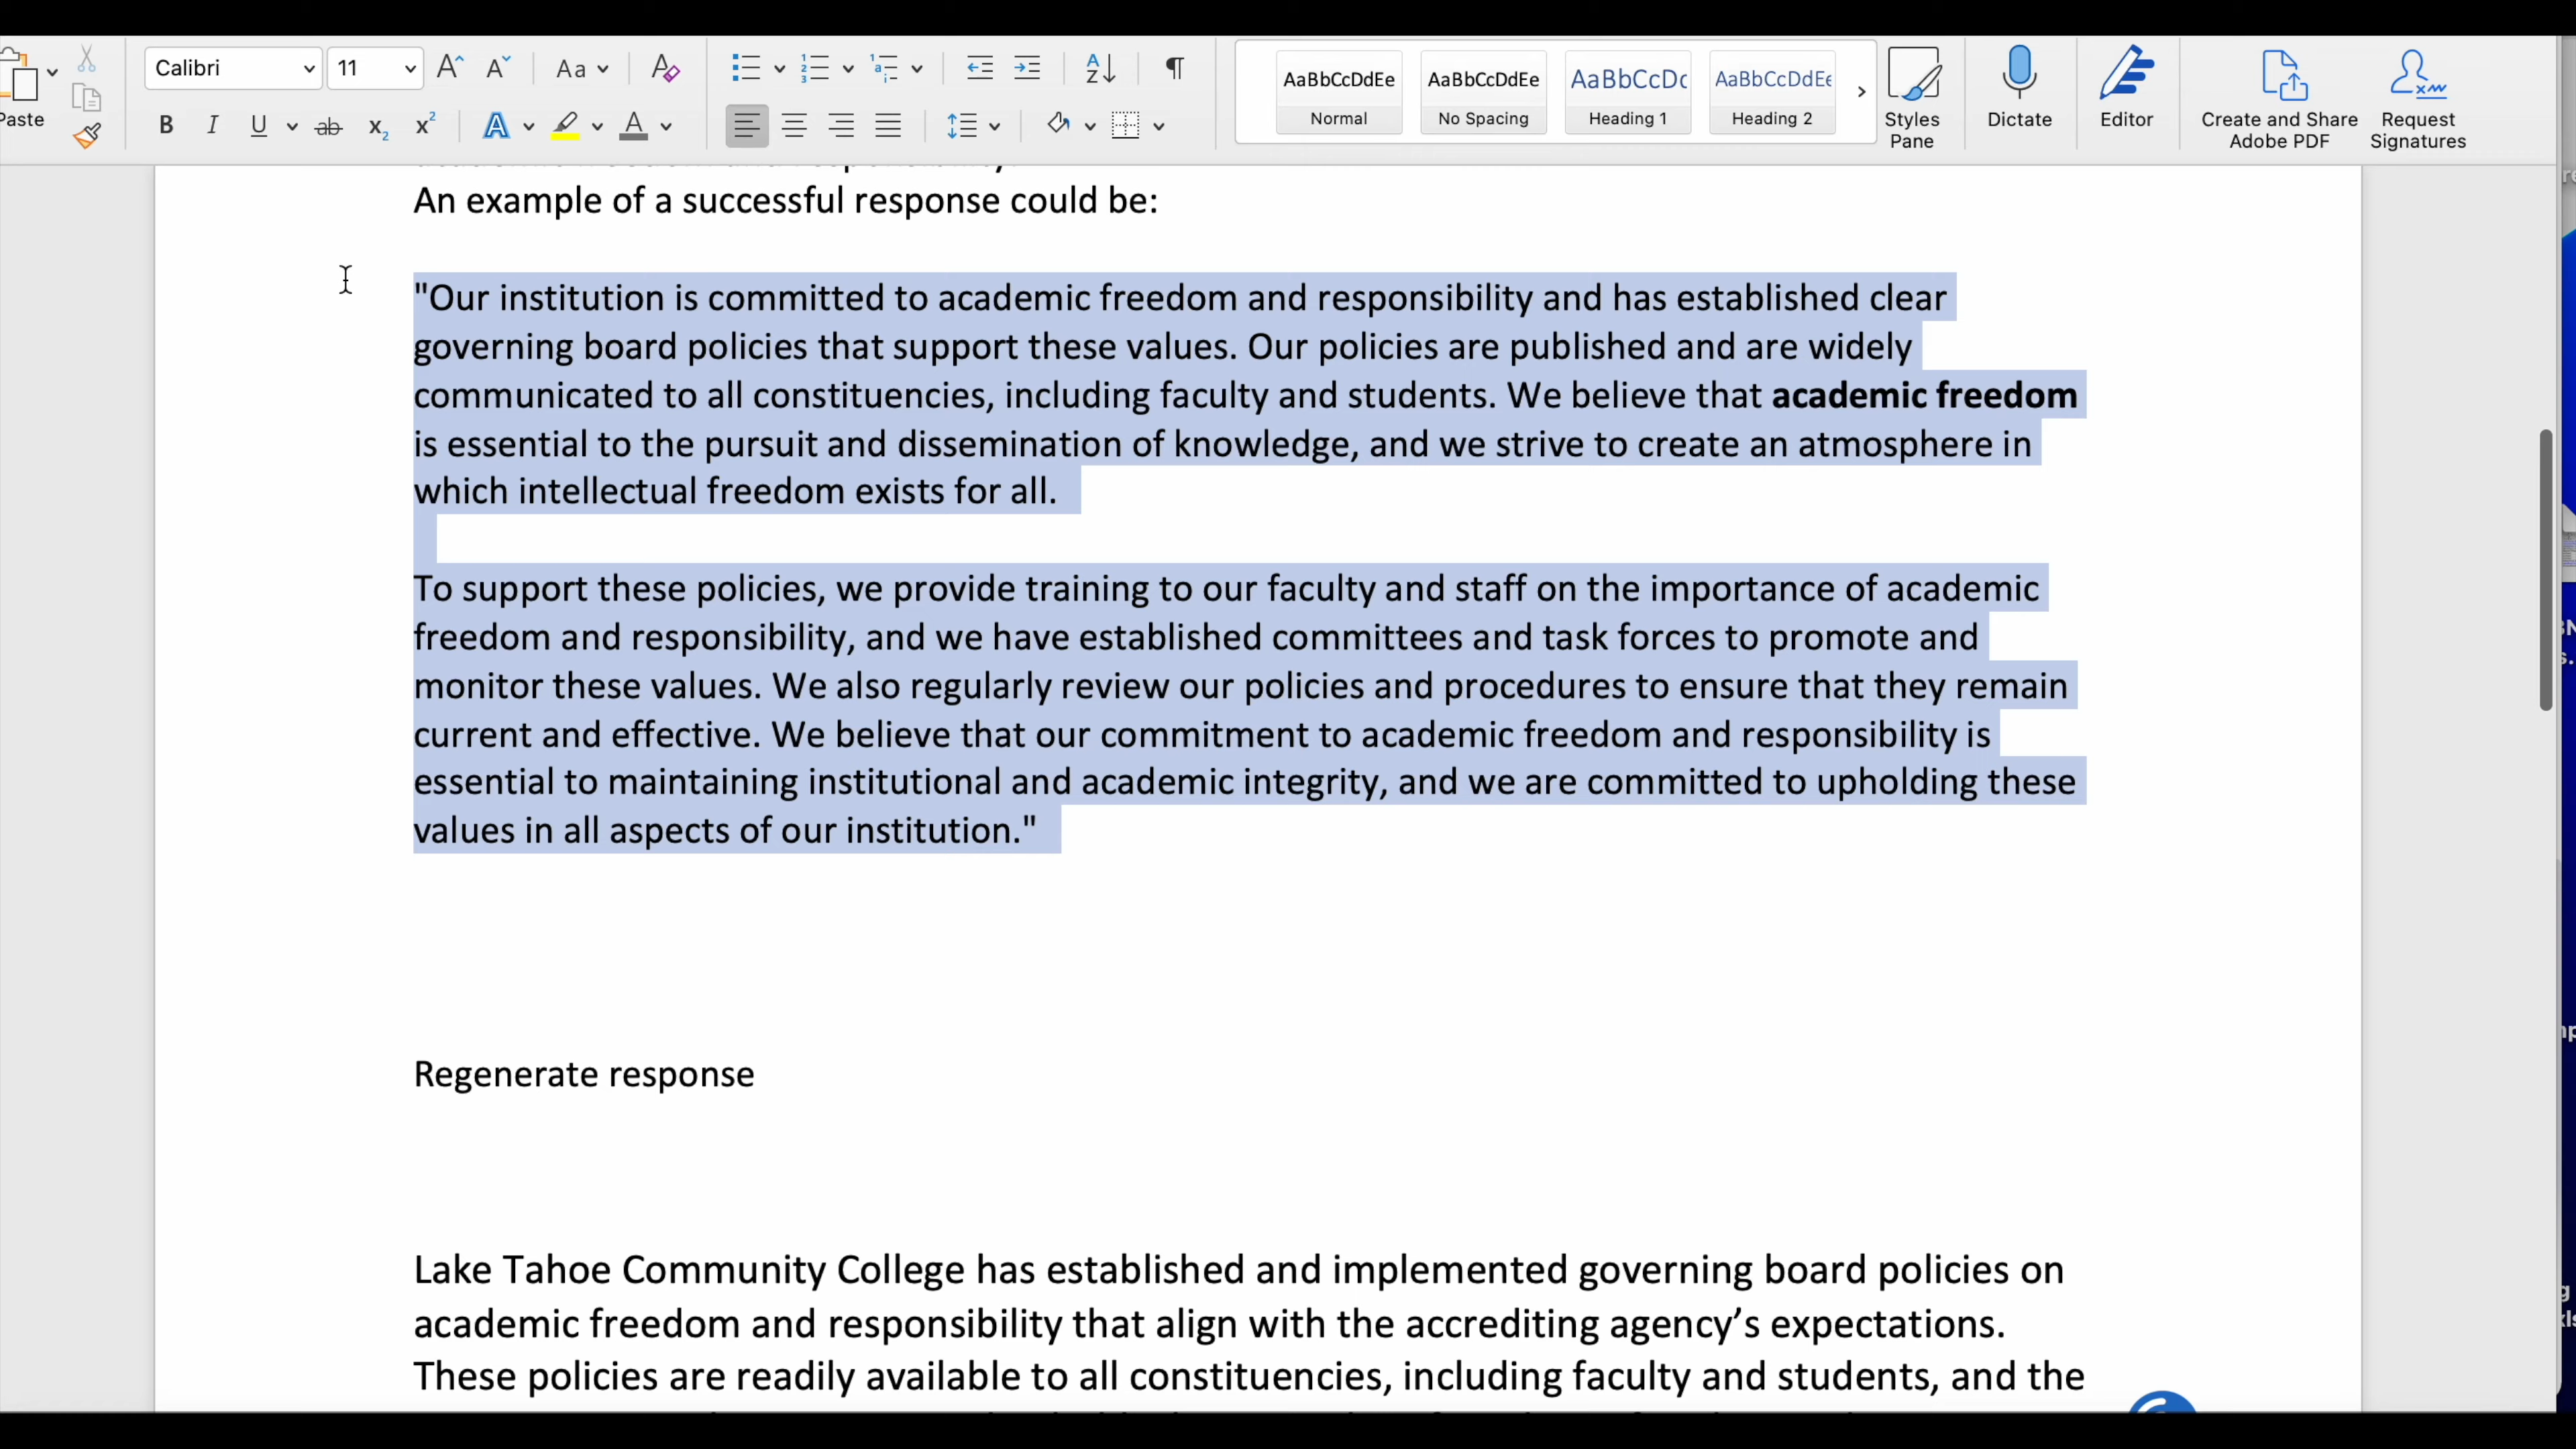 Calibri 11 Aa
AaBbCcDdEe AaBbCcDdEe AaBbCcDc AaBbCcDdEe
Paste B I U ab x2 x2 A A Normal No Spacing Heading 1 Heading 2 Styles Pane Dictate Editor Create and Share Adobe PDF Request Signatures
An example of a successful response could be:
"Our institution is committed to academic freedom and responsibility and has established clear
governing board policies that support these values. Our policies are published and are widely
communicated to all constituencies, including faculty and students. We believe that academic freedom
is essential to the pursuit and dissemination of knowledge, and we strive to create an atmosphere in
which intellectual freedom exists for all.
To support these policies, we provide training to our faculty and staff on the importance of academic
freedom and responsibility, and we have established committees and task forces to promote and
monitor these values. We also regularly review our policies and procedures to ensure that they remain
current and effective. We believe that our commitment to academic freedom and responsibility is
essential to maintaining institutional and academic integrity, and we are committed to upholding these
values in all aspects of our institution."
Regenerate response
Lake Tahoe Community College has established and implemented governing board policies on
academic freedom and responsibility that align with the accrediting agency’s expectations.
These policies are readily available to all constituencies, including faculty and students, and the